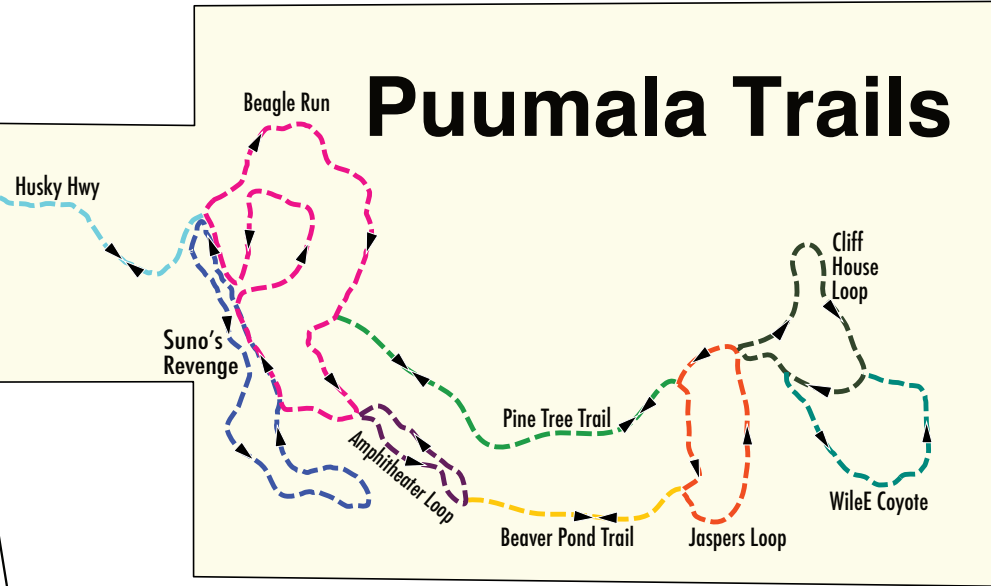 Puumala Trails
Beagle Run
Husky Hwy
Cliff
House
Loop
Suno's
Revenge
Pine Tree Trail
Amphitheater Loop
WileE Coyote
Beaver Pond Trail
Jaspers Loop